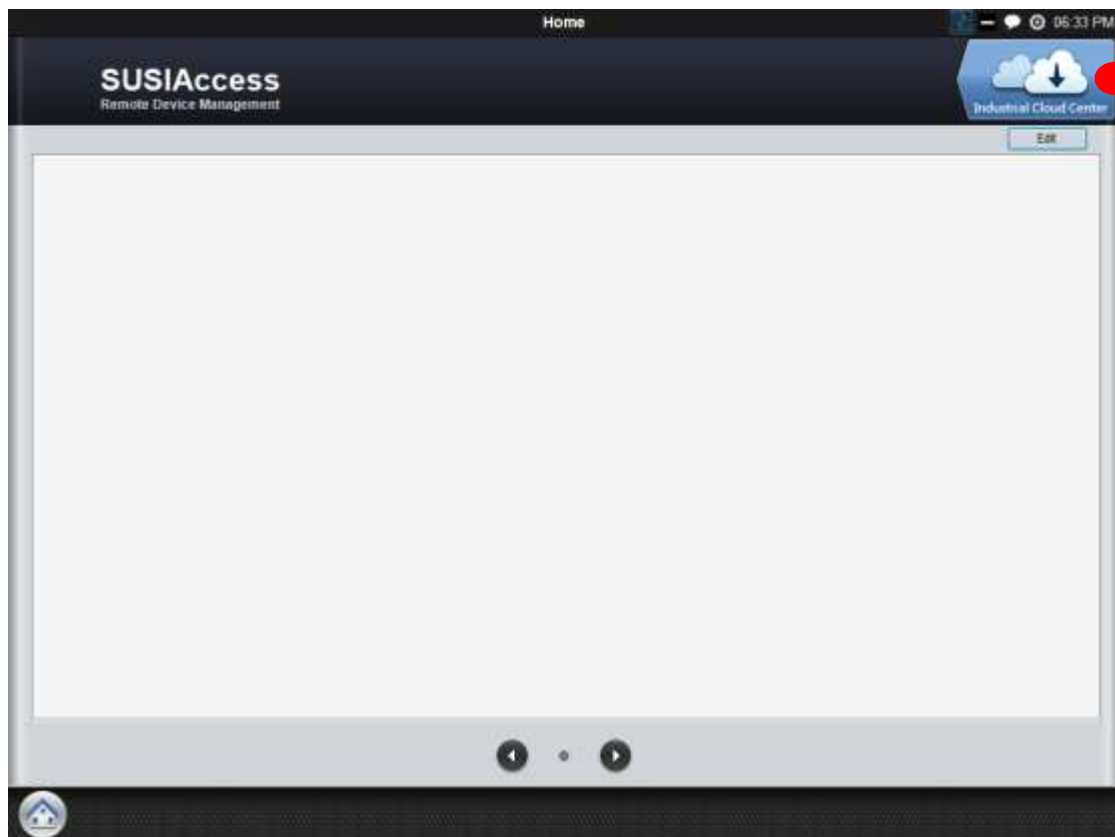 Home
06:33 PM
SUSIAccess
Remote Device Management
Industrial Cloud Center
Edit